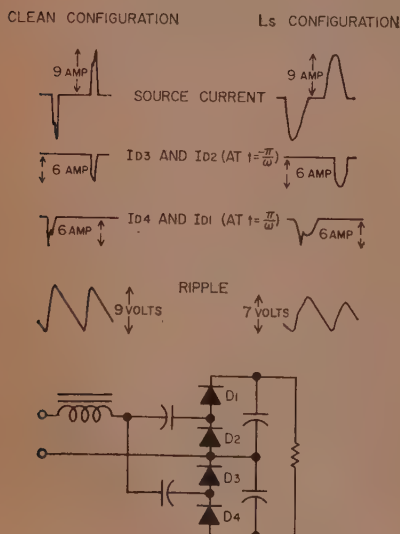 CLEAN CONFIGURATION Ls CONFIGURATION
9 AMP 9 AMP
SOURCE CURRENT
6 AMP ID3 AND ID2 (AT t=-π/ω) 6 AMP
ID4 AND ID1 (AT t=π/ω)
6 AMP 6 AMP
RIPPLE
9 VOLTS 7 VOLTS
D1
D2
D3
D4